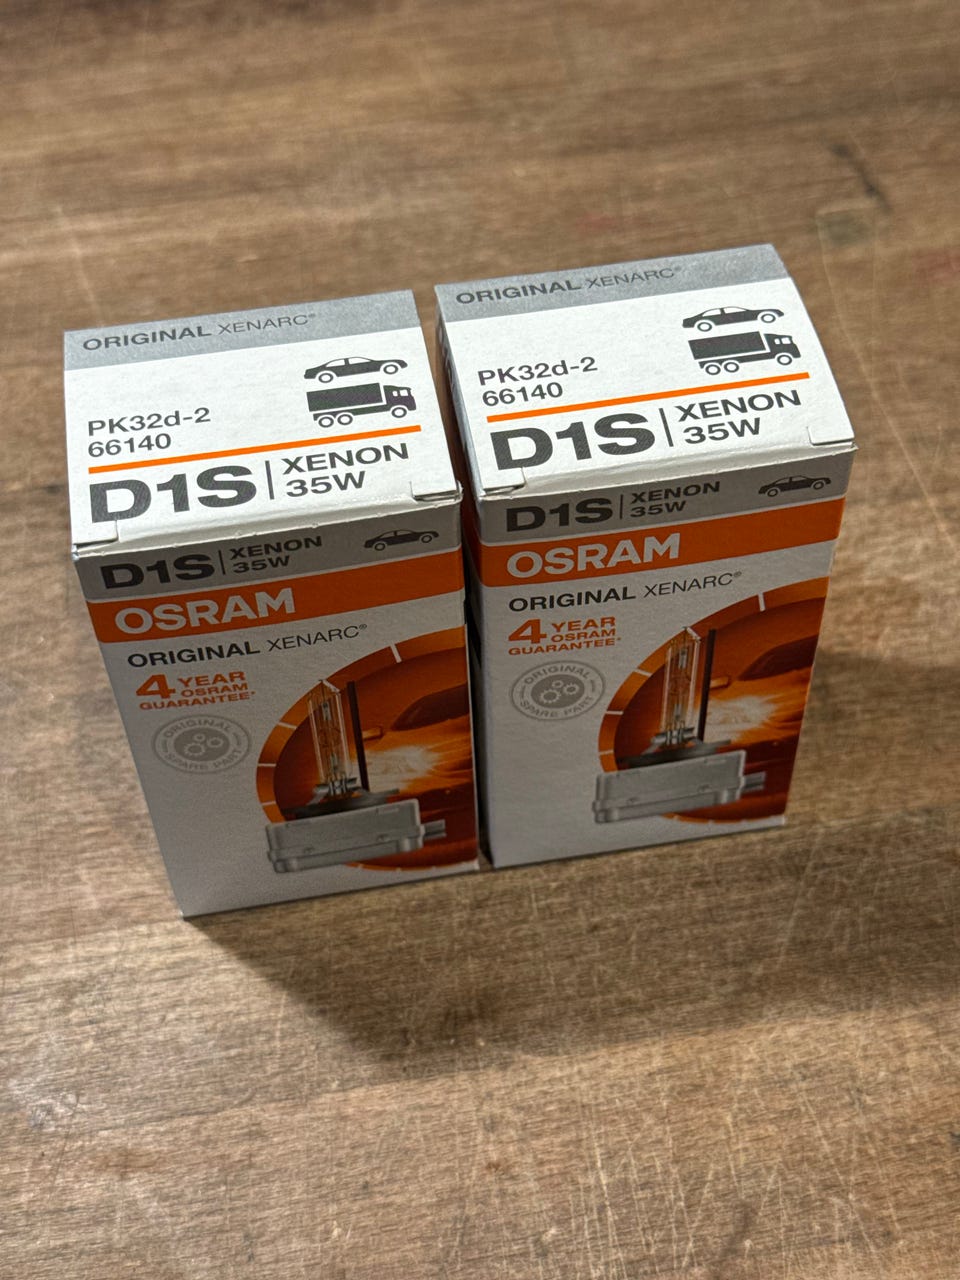 ORIGINAL XENARC®
PK32d-2
66140
D1S | XENON
35W
D1S | XENON
35W
OSRAM
ORIGINAL XENARC®
4 YEAR
OSRAM
GUARANTEE*
ORIGINAL
SPARE PART
ORIGINAL XENARC®
PK32d-2
66140
D1S | XENON
35W
D1S | XENON
35W
OSRAM
ORIGINAL XENARC®
4 YEAR
OSRAM
GUARANTEE*
ORIGINAL
SPARE PART